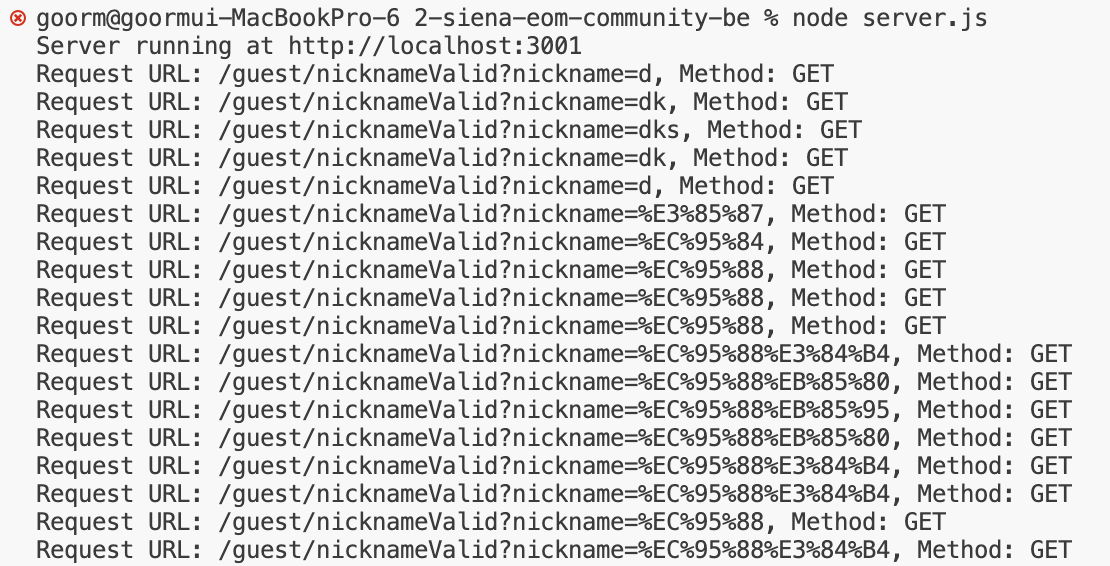 goorm@goormui-MacBookPro-6 2-siena-eom-community-be % node server.js
Server running at http://localhost:3001
Request URL: /guest/nicknameValid?nickname=d, Method: GET
Request URL: /guest/nicknameValid?nickname=dk, Method: GET
Request URL: /guest/nicknameValid?nickname=dks, Method: GET
Request URL: /guest/nicknameValid?nickname=dk, Method: GET
Request URL: /guest/nicknameValid?nickname=d, Method: GET
Request URL: /guest/nicknameValid?nickname=%E3%85%87, Method: GET
Request URL: /guest/nicknameValid?nickname=%EC%95%84, Method: GET
Request URL: /guest/nicknameValid?nickname=%EC%95%88, Method: GET
Request URL: /guest/nicknameValid?nickname=%EC%95%88, Method: GET
Request URL: /guest/nicknameValid?nickname=%EC%95%88, Method: GET
Request URL: /guest/nicknameValid?nickname=%EC%95%88%E3%84%B4, Method: GET
Request URL: /guest/nicknameValid?nickname=%EC%95%88%EB%85%80, Method: GET
Request URL: /guest/nicknameValid?nickname=%EC%95%88%EB%85%95, Method: GET
Request URL: /guest/nicknameValid?nickname=%EC%95%88%EB%85%80, Method: GET
Request URL: /guest/nicknameValid?nickname=%EC%95%88%E3%84%B4, Method: GET
Request URL: /guest/nicknameValid?nickname=%EC%95%88%E3%84%B4, Method: GET
Request URL: /guest/nicknameValid?nickname=%EC%95%88, Method: GET
Request URL: /guest/nicknameValid?nickname=%EC%95%88%E3%84%B4, Method: GET